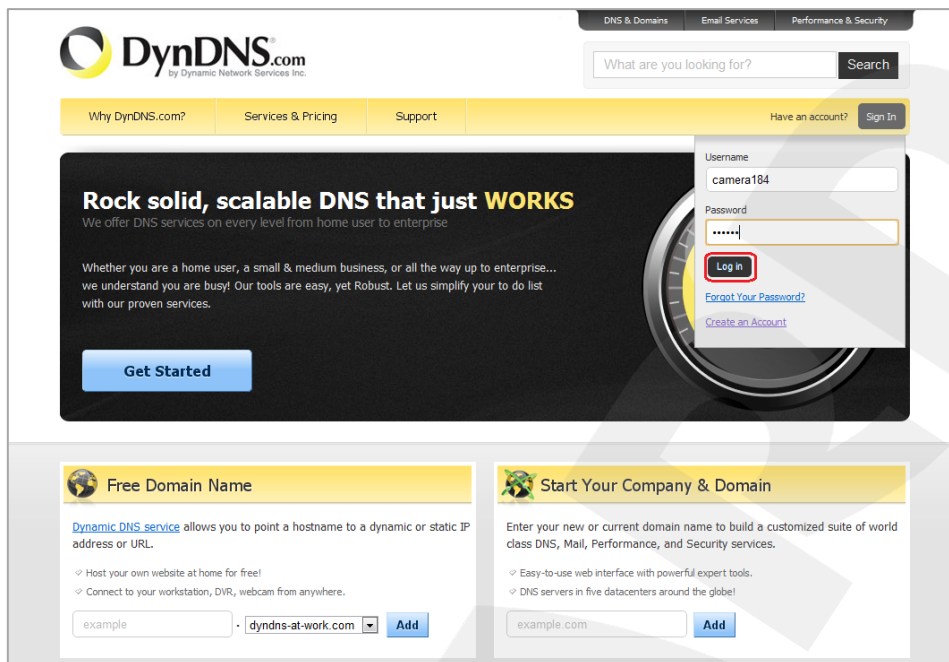 DNS & Domains Email Services Performance & Security
DynDNS.com
by Dynamic Network Services Inc.
What are you looking for? Search
Why DynDNS.com? Services & Pricing Support Have an account? Sign In
Username
camera184
Password
••••••
Log in
Forgot Your Password?
Create an Account
Rock solid, scalable DNS that just WORKS
We offer DNS services on every level from home user to enterprise
Whether you are a home user, a small & medium business, or all the way up to enterprise...
we understand you are busy! Our tools are easy, yet Robust. Let us simplify your to do list
with our proven services.
Get Started
Free Domain Name
Dynamic DNS service allows you to point a hostname to a dynamic or static IP
address or URL.
Host your own website at home for free!
Connect to your workstation, DVR, webcam from anywhere.
example . dyndns-at-work.com Add
Start Your Company & Domain
Enter your new or current domain name to build a customized suite of world
class DNS, Mail, Performance, and Security services.
Easy-to-use web interface with powerful expert tools.
DNS servers in five datacenters around the globe!
example.com Add